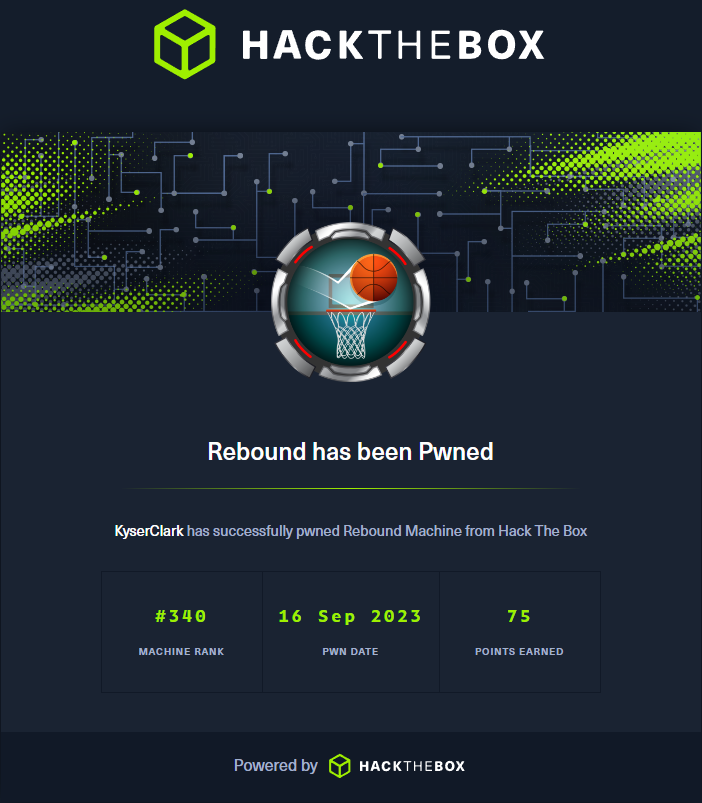 HACKTHEBOX
Rebound has been Pwned
KyserClark has successfully pwned Rebound Machine from Hack The Box
#340 16 Sep 2023 75
MACHINE RANK PWN DATE POINTS EARNED
Powered by HACKTHEBOX